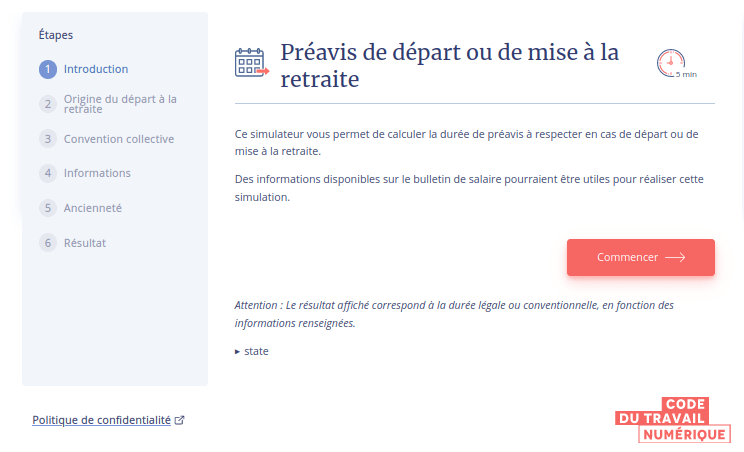 Étapes
1 Introduction
2 Origine du départ à la
retraite
3 Convention collective
4 Informations
5 Ancienneté
6 Résultat
Préavis de départ ou de mise à la
retraite
5 min
Ce simulateur vous permet de calculer la durée de préavis à respecter en cas de départ ou de
mise à la retraite.
Des informations disponibles sur le bulletin de salaire pourraient être utiles pour réaliser cette
simulation.
Commencer
Attention : Le résultat affiché correspond à la durée légale ou conventionnelle, en fonction des
informations renseignées.
state
Politique de confidentialité
CODE
DU TRAVAIL
NUMÉRIQUE